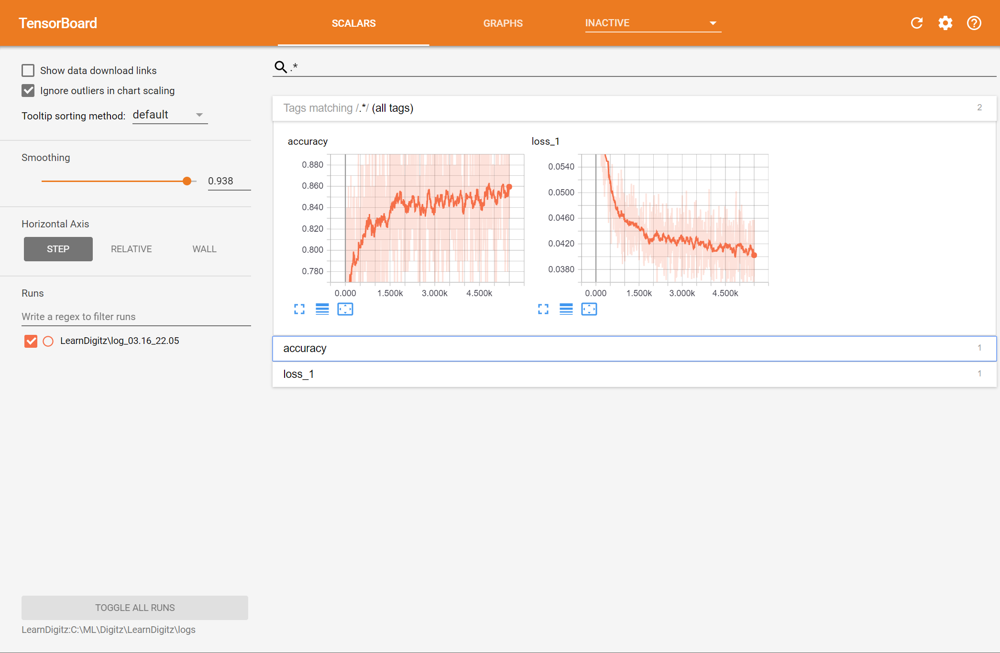 TensorBoard
SCALARS
GRAPHS
INACTIVE
Show data download links
Ignore outliers in chart scaling
Tooltip sorting method: default
Smoothing
0.938
Horizontal Axis
STEP RELATIVE WALL
Runs
Write a regex to filter runs
LearnDigitz\log_03.16_22.05
TOGGLE ALL RUNS
LearnDigitz:C:\ML\Digitz\LearnDigitz\logs
.*
Tags matching /.*/ (all tags) 2
accuracy
0.880
0.860
0.840
0.820
0.800
0.780
0.000 1.500k 3.000k 4.500k
loss_1
0.0540
0.0500
0.0460
0.0420
0.0380
0.000 1.500k 3.000k 4.500k
accuracy 1
loss_1 1